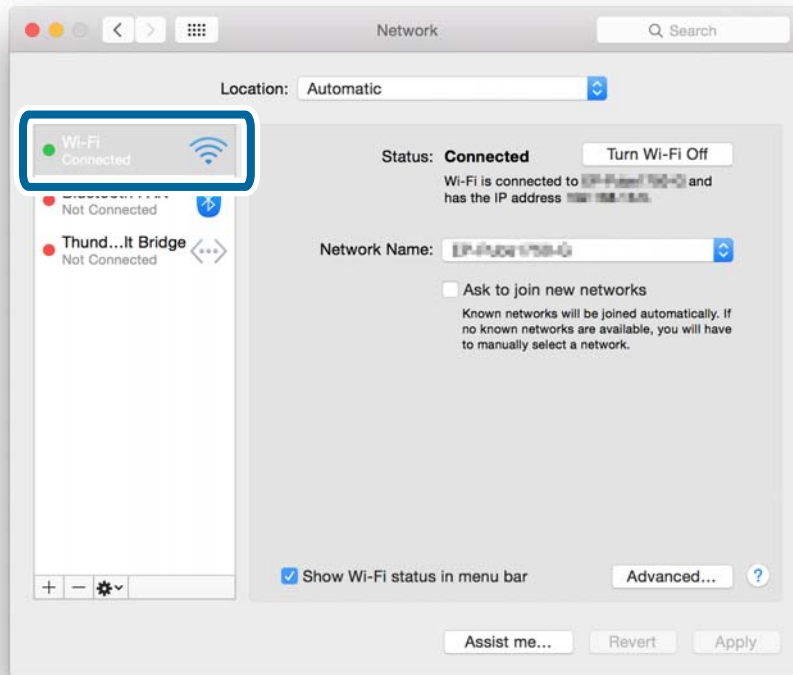 Network
Search
Location: Automatic
Wi-Fi
Connected
Not Connected
Thund...lt Bridge
Not Connected
Status: Connected
Turn Wi-Fi Off
Wi-Fi is connected to and
has the IP address
Network Name:
Ask to join new networks
Known networks will be joined automatically. If
no known networks are available, you will have
to manually select a network.
Show Wi-Fi status in menu bar
Advanced...
?
Assist me...
Revert
Apply